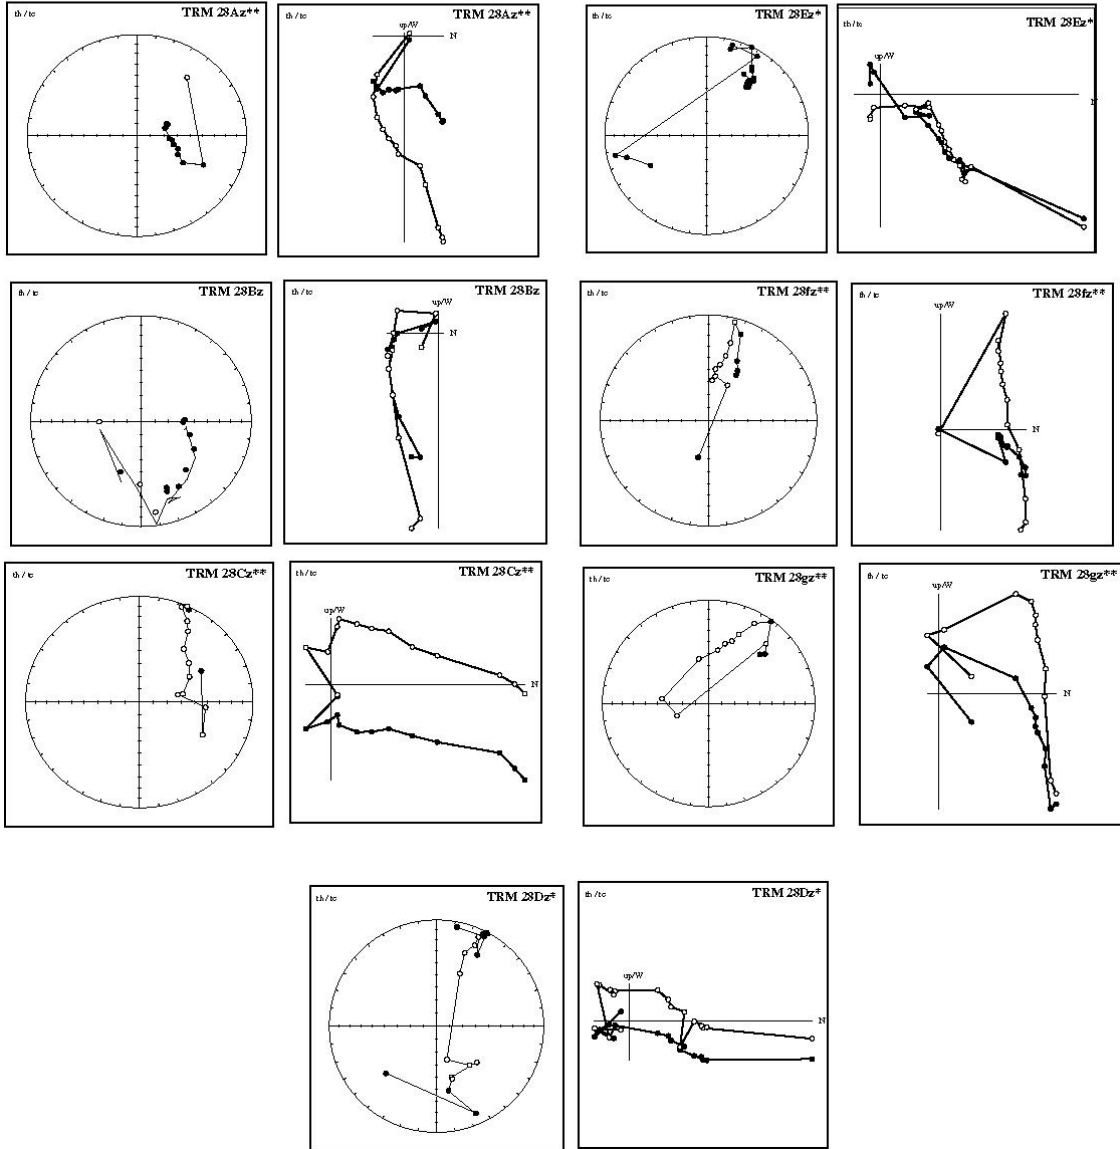 th / tc TRM 28Az**
th / tc TRM 28Az**
up/W
N
th / tc TRM 28Ez*
th / tc TRM 28Ez*
up/W
N
th / tc TRM 28Bz
th / tc TRM 28Bz
up/W
N
th / tc TRM 28fz**
th / tc TRM 28fz**
up/W
N
th / tc TRM 28Cz**
th / tc TRM 28Cz**
up/W
N
th / tc TRM 28gz**
th / tc TRM 28gz**
up/W
N
th / tc TRM 28Dz*
th / tc TRM 28Dz*
up/W
N